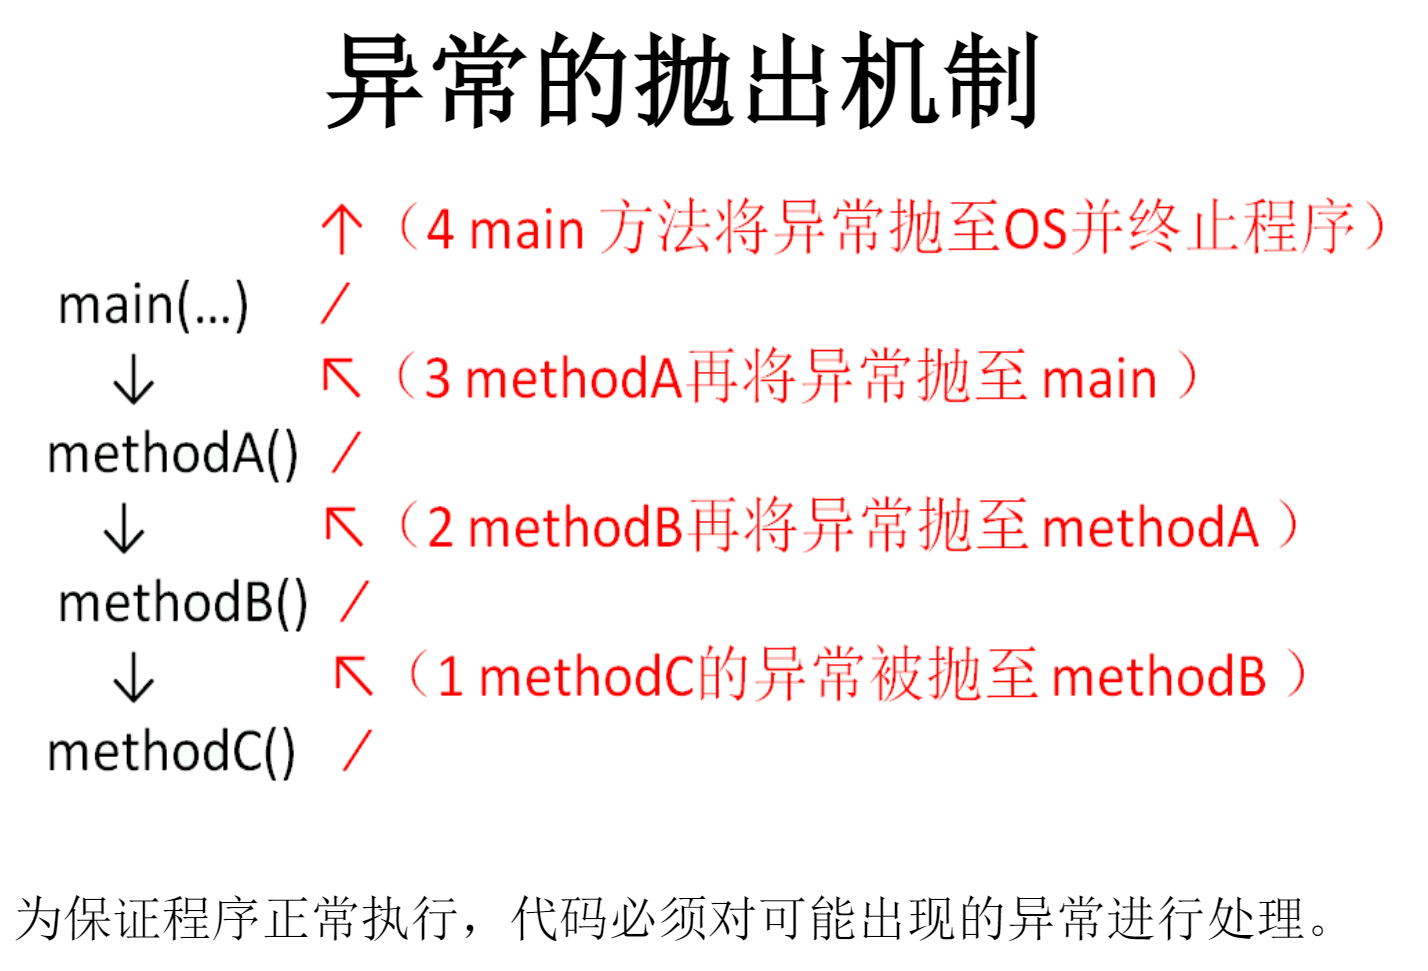 异常的抛出机制
↑（4 main 方法将异常抛至OS并终止程序）
main(...) /
↓ ↖（3 methodA再将异常抛至 main ）
methodA() /
↓ ↖（2 methodB再将异常抛至 methodA ）
methodB() /
↓ ↖（1 methodC的异常被抛至 methodB ）
methodC() /
为保证程序正常执行，代码必须对可能出现的异常进行处理。